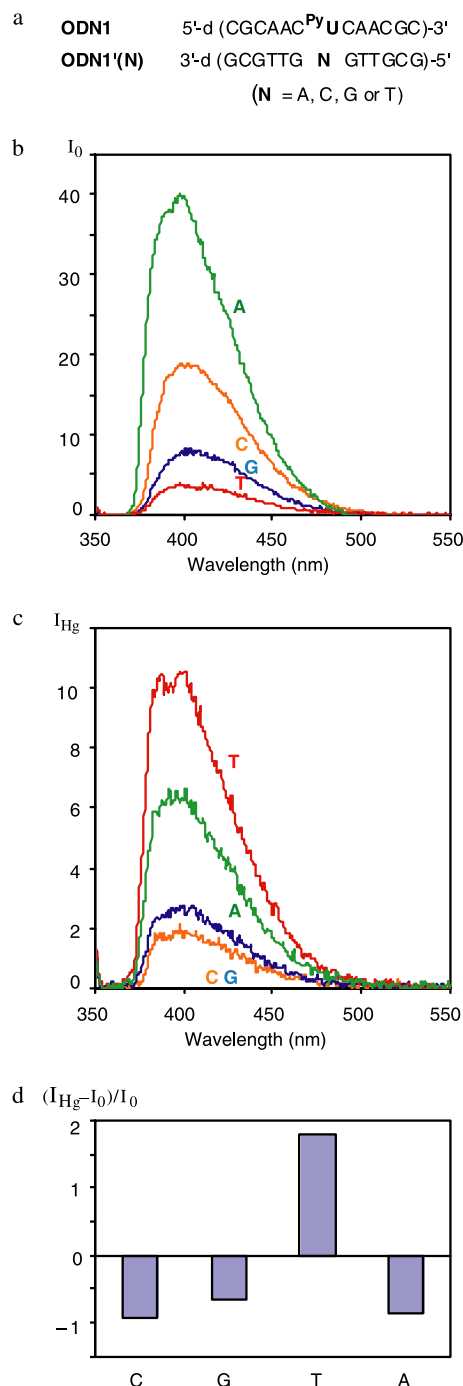 a
ODN1 5'-d (CGCAAC PyU CAACGC)-3'
ODN1'(N) 3'-d (GCGTTG N GTTGCG)-5'
(N = A, C, G or T)
b I0
40
30
20
10
0
A
C
G
T
350 400 450 500 550
Wavelength (nm)
c IHg
10
8
6
4
2
0
T
A
C G
350 400 450 500 550
Wavelength (nm)
d (IHg–I0)/I0
2
1
0
−1
C G T A